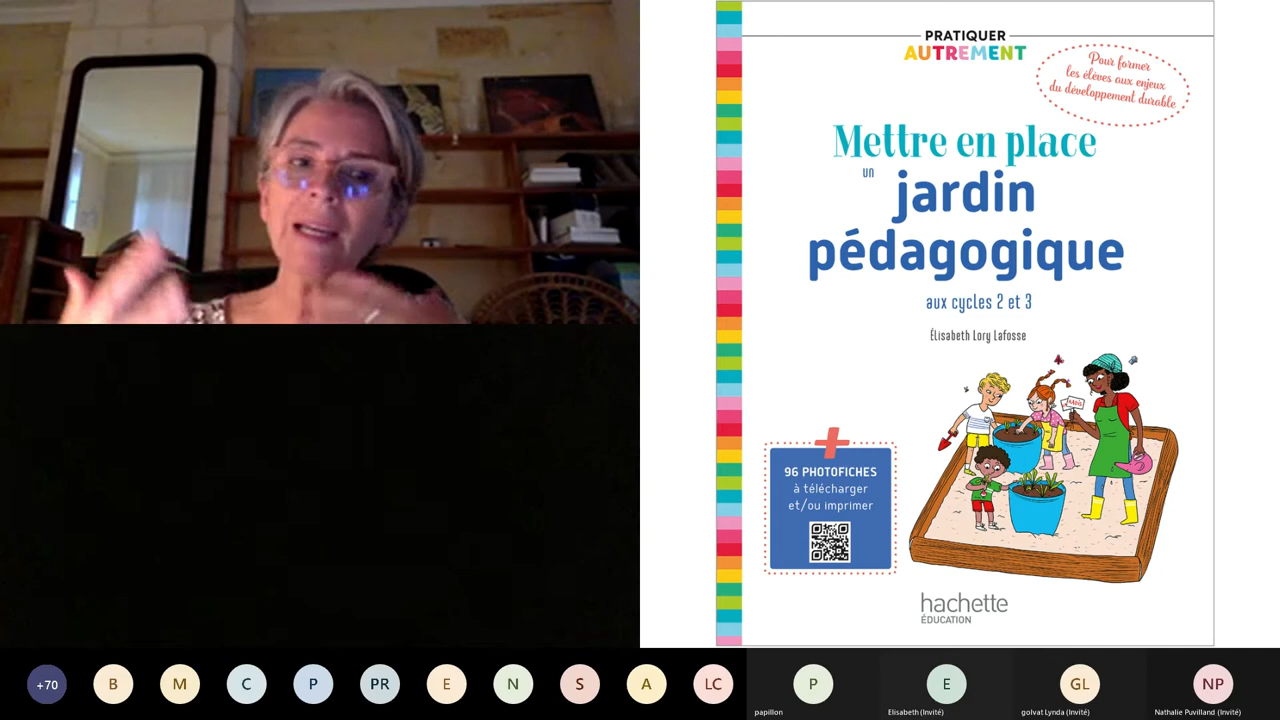 PRATIQUER
AUTREMENT
Pour former
les élèves aux enjeux
du développement durable
Mettre en place
un
jardin
pédagogique
aux cycles 2 et 3
Élisabeth Lory Lafosse
RADIS
96 PHOTOFICHES
à télécharger
et/ou imprimer
hachette
ÉDUCATION
+70
B
M
C
P
PR
E
N
S
A
LC
P
papillon
E
Elisabeth (Invité)
GL
golvat Lynda (Invité)
NP
Nathalie Puvilland (Invité)